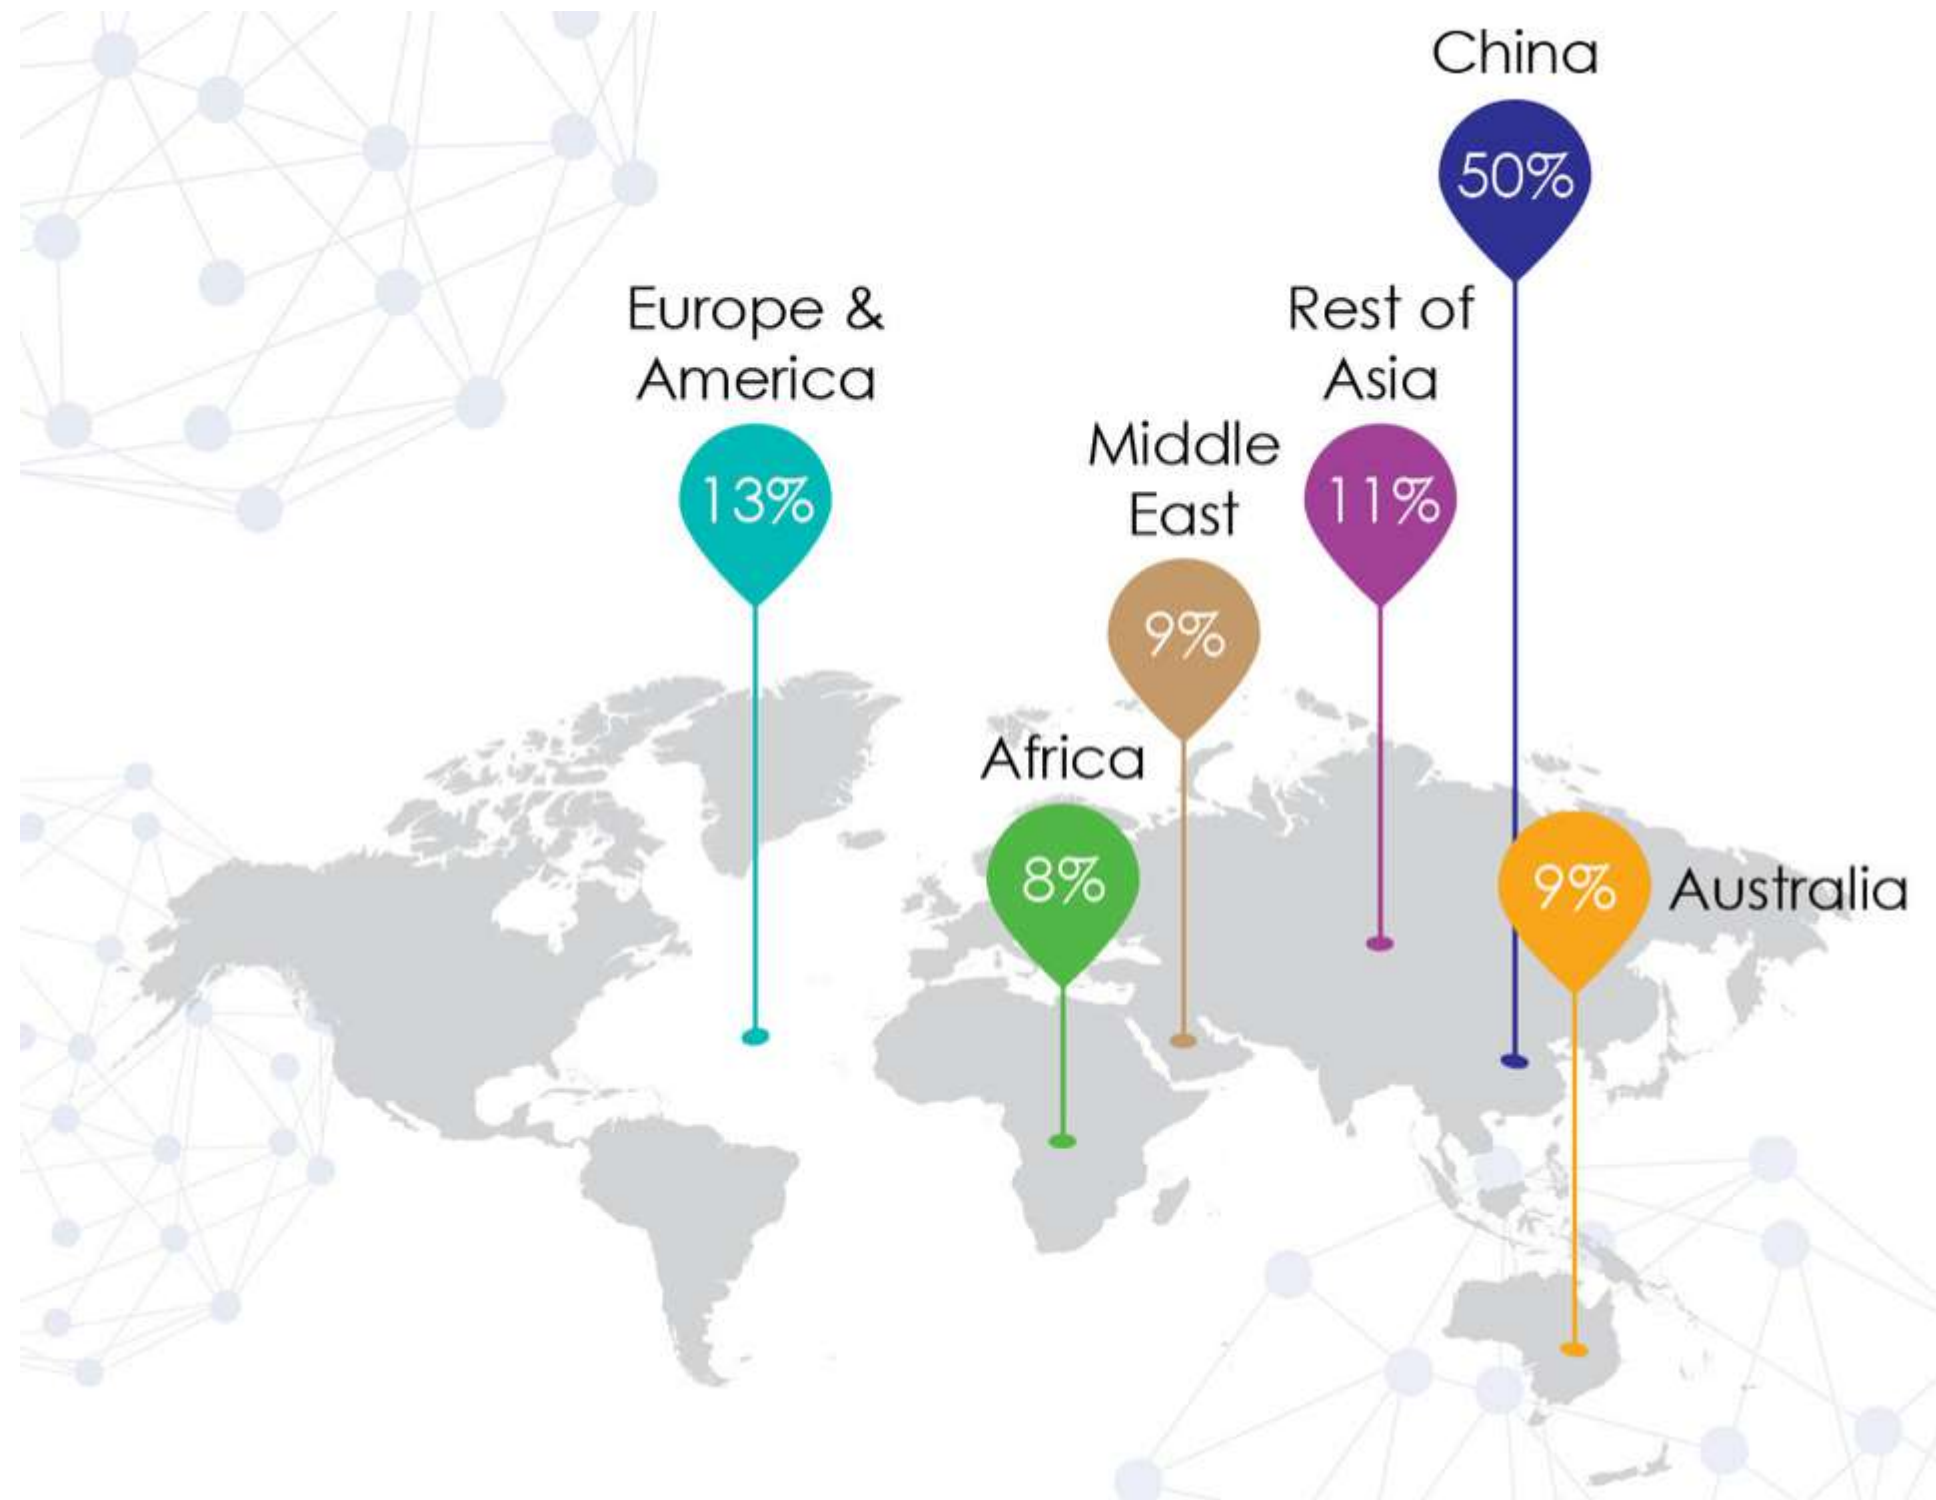 China
50%
Europe &
America
13%
Rest of
Asia
11%
Middle
East
9%
Africa
8%
9%
Australia